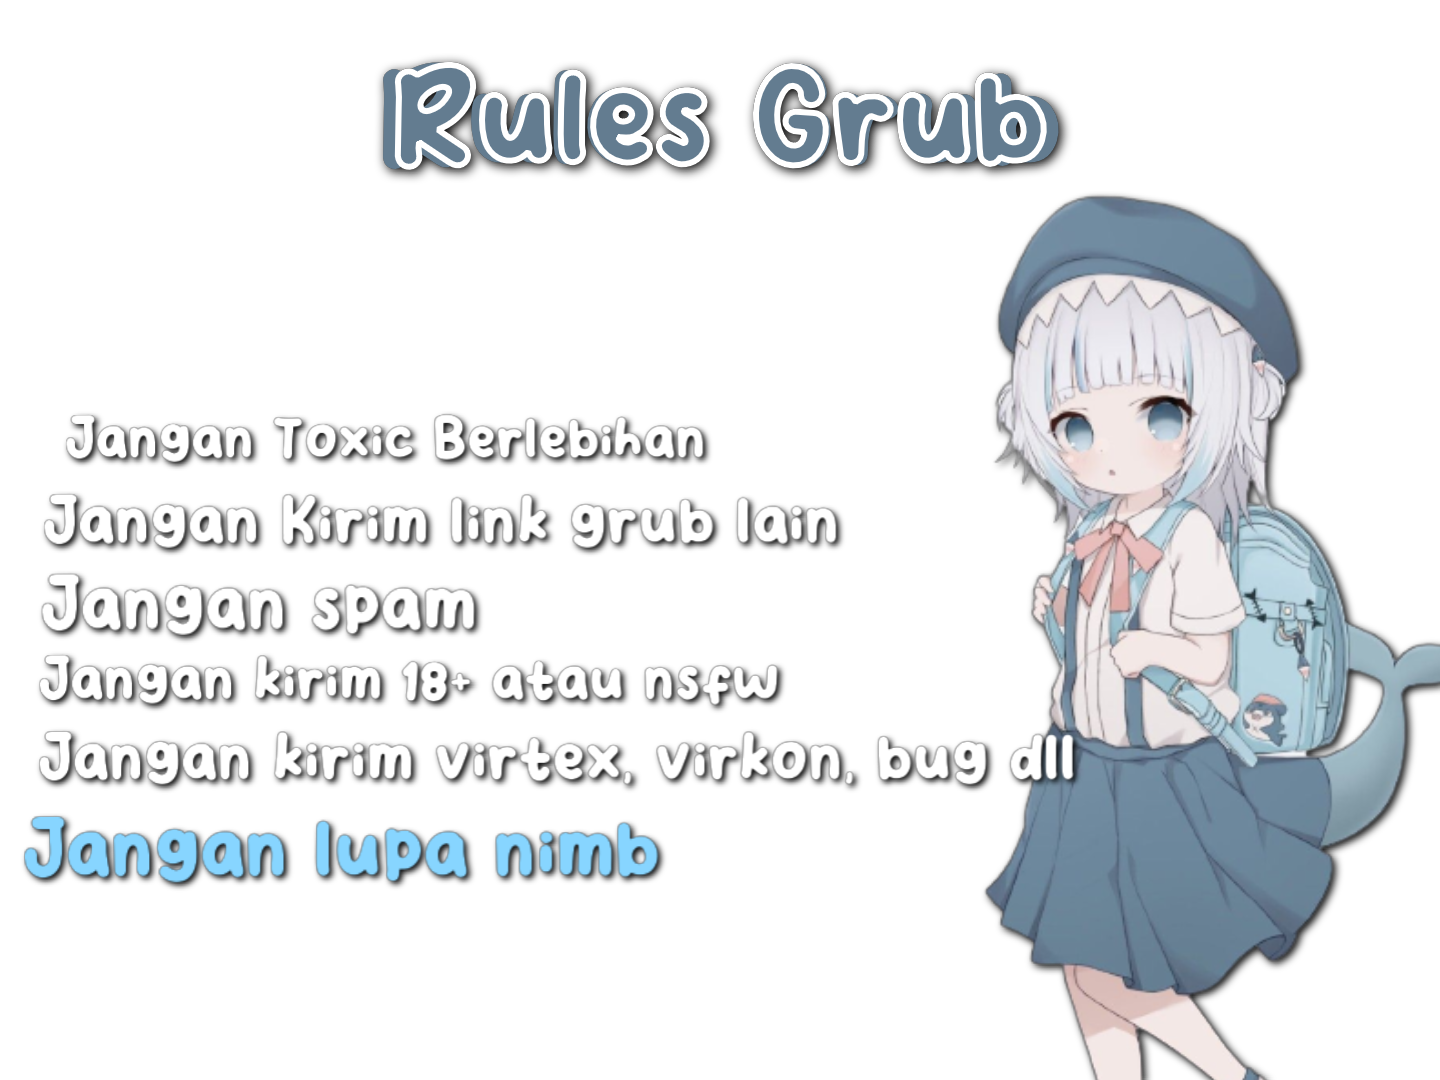 Rules Grub
Jangan Toxic Berlebihan
Jangan Kirim link grub lain
Jangan spam
Jangan kirim 18+ atau nsfw
Jangan kirim virtex, virkon, bug dll
Jangan lupa nimb